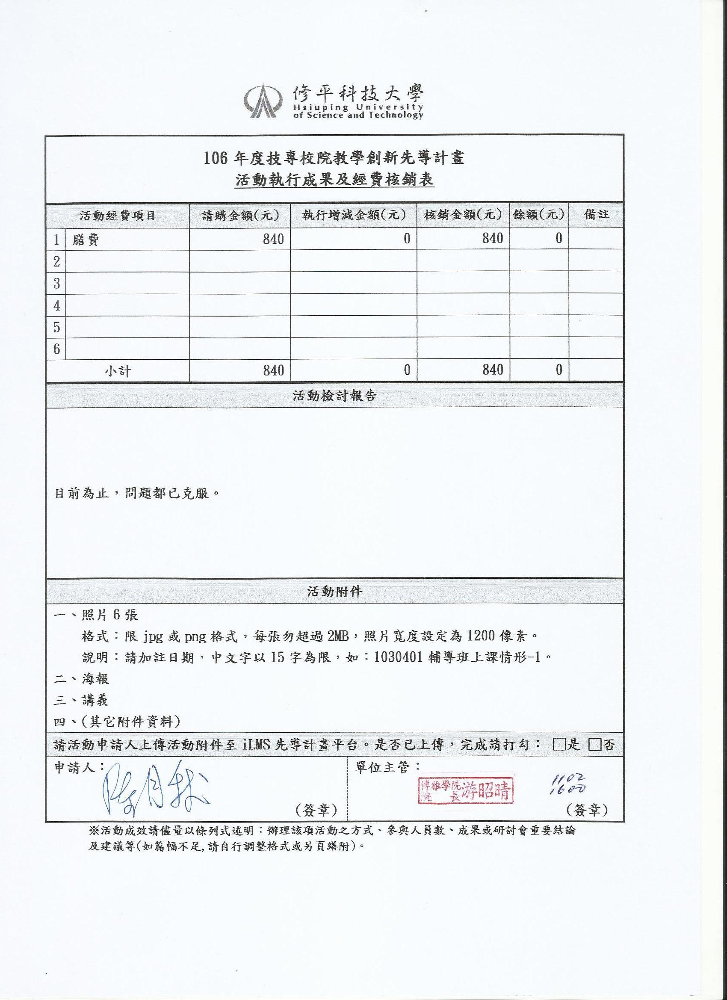 修平科技大學
Hsiuping University
of Science and Technology
106 年度技專校院教學創新先導計畫
活動執行成果及經費核銷表
活動經費項目 請購金額(元) 執行增減金額(元) 核銷金額(元) 餘額(元) 備註
1 膳費 840 0 840 0
2
3
4
5
6
小計 840 0 840 0
活動檢討報告
目前為止，問題都已克服。
活動附件
一、照片 6 張
格式：限 jpg 或 png 格式，每張勿超過 2MB，照片寬度設定為 1200 像素。
說明：請加註日期，中文字以 15 字為限，如：1030401 輔導班上課情形-1。
二、海報
三、講義
四、(其它附件資料)
請活動申請人上傳活動附件至 iLMS 先導計畫平台。是否已上傳，完成請打勾： □是 □否
申請人： 單位主管：
博雅學院 游昭晴
院長
1102
1600
(簽章) (簽章)
※活動成效請儘量以條列式述明：辦理該項活動之方式、參與人員數、成果或研討會重要結論
及建議等(如篇幅不足,請自行調整格式或另頁繕附)。